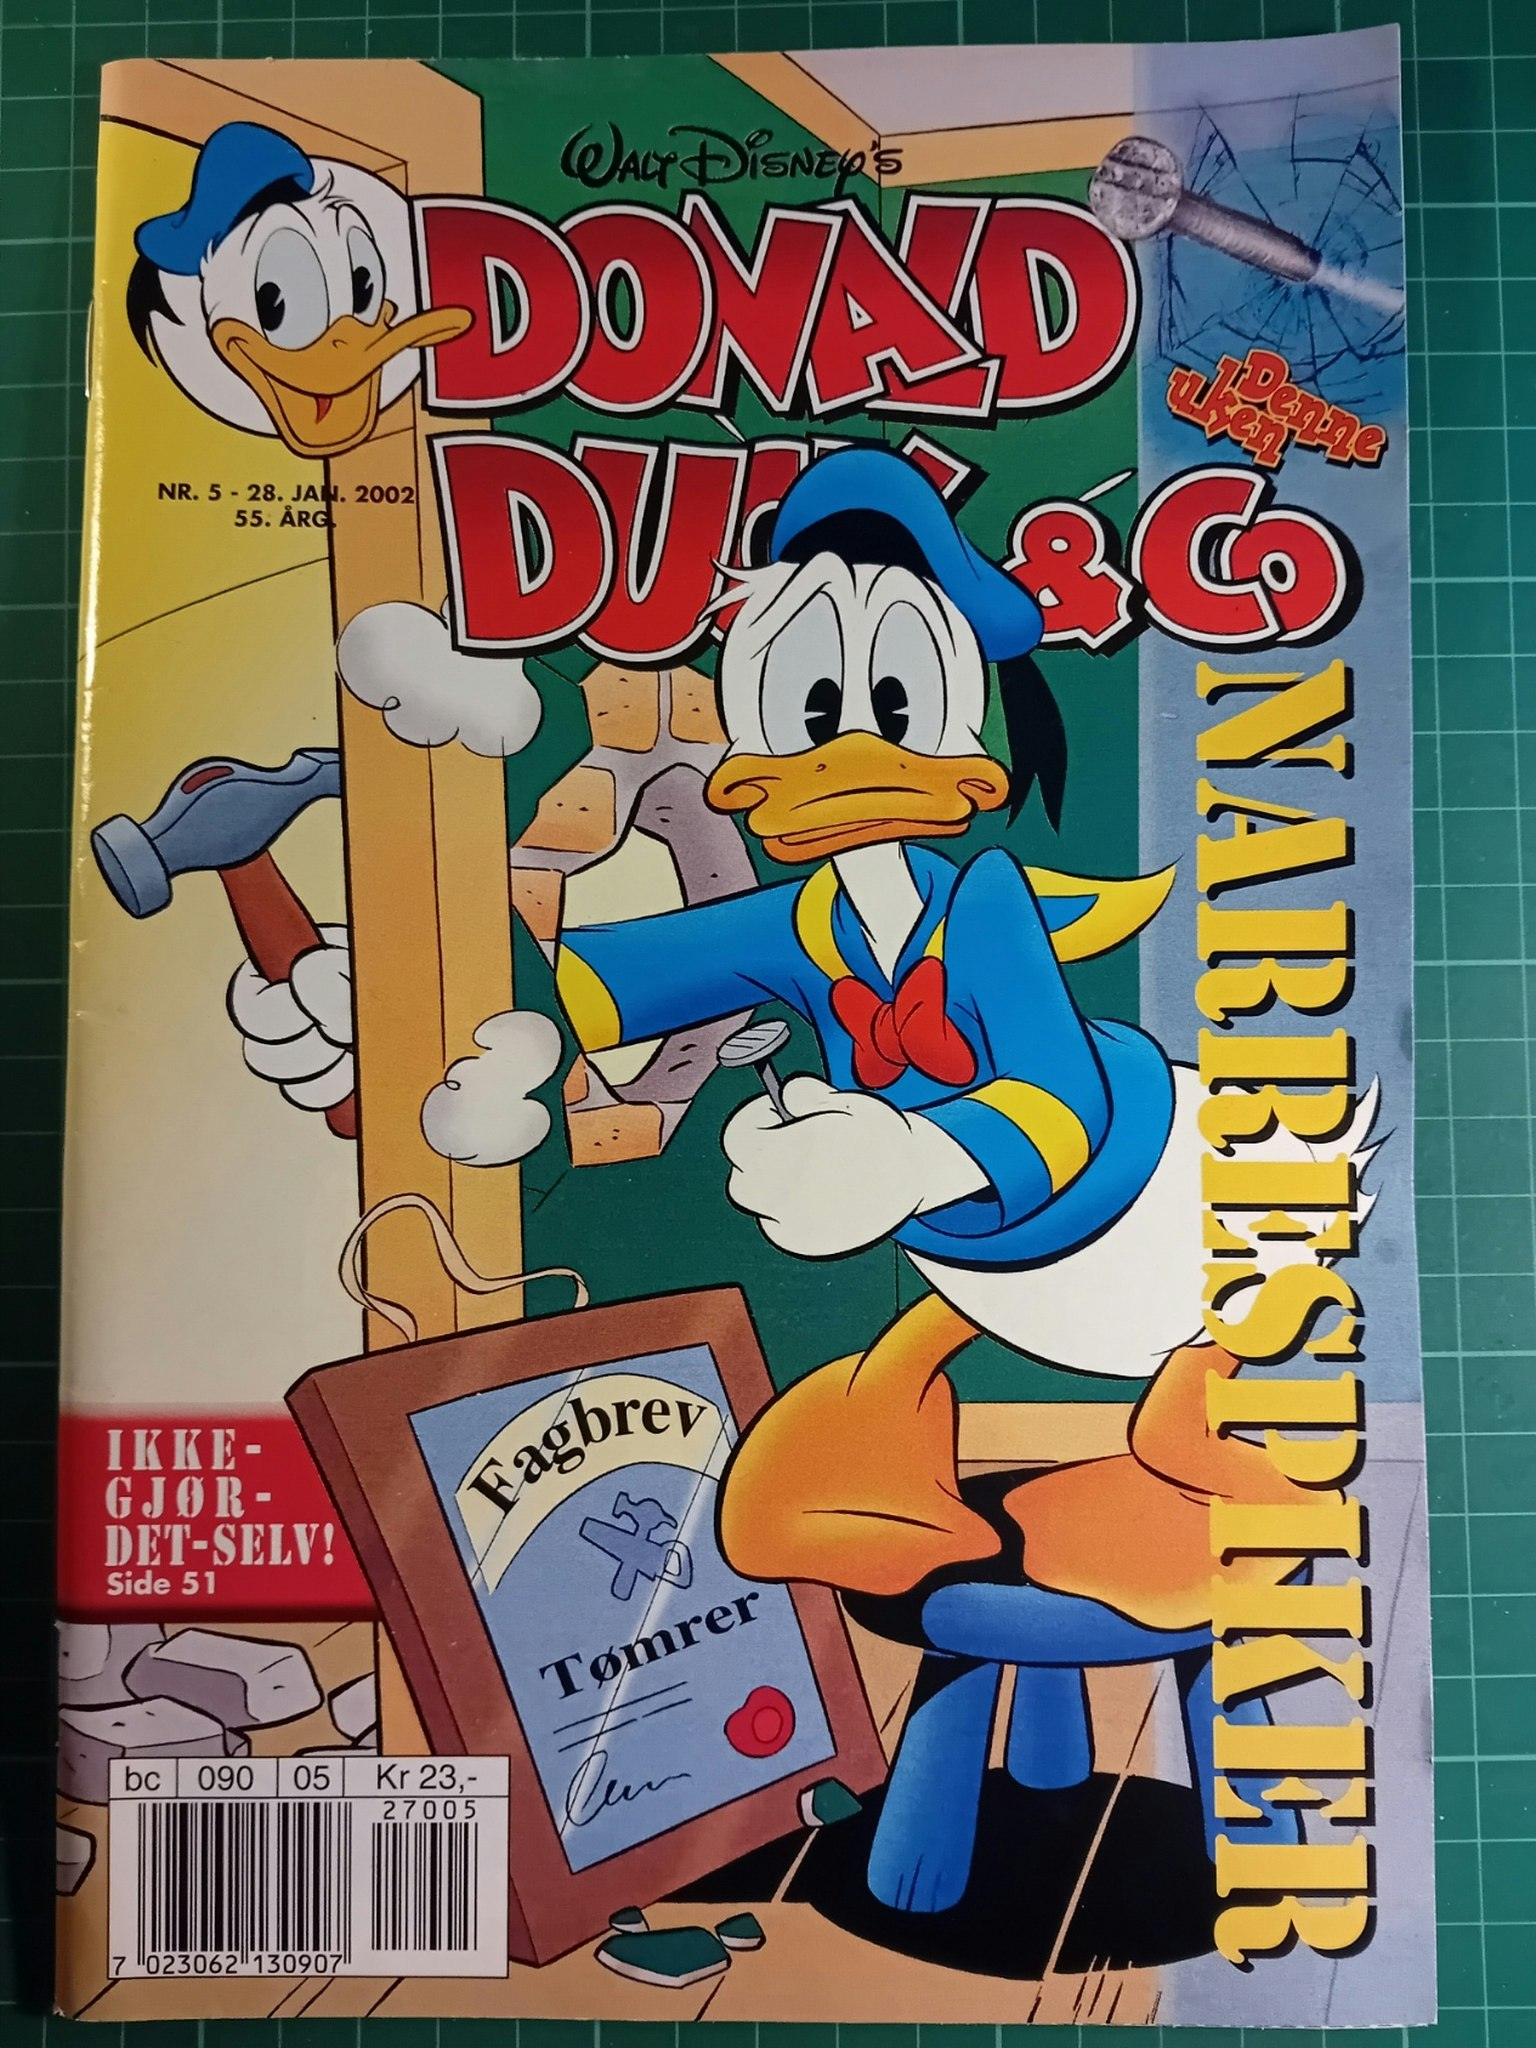 WALT DISNEY'S
DONALD
DUCK & CO
NR. 5 - 28. JAN. 2002
55. ÅRG.
Denne
uken
NARRESPIKER
Fagbrev
Tømrer
IKKE-
GJØR-
DET-SELV!
Side 51
bc 090 05 Kr 23,-
27005
7 023062 130907